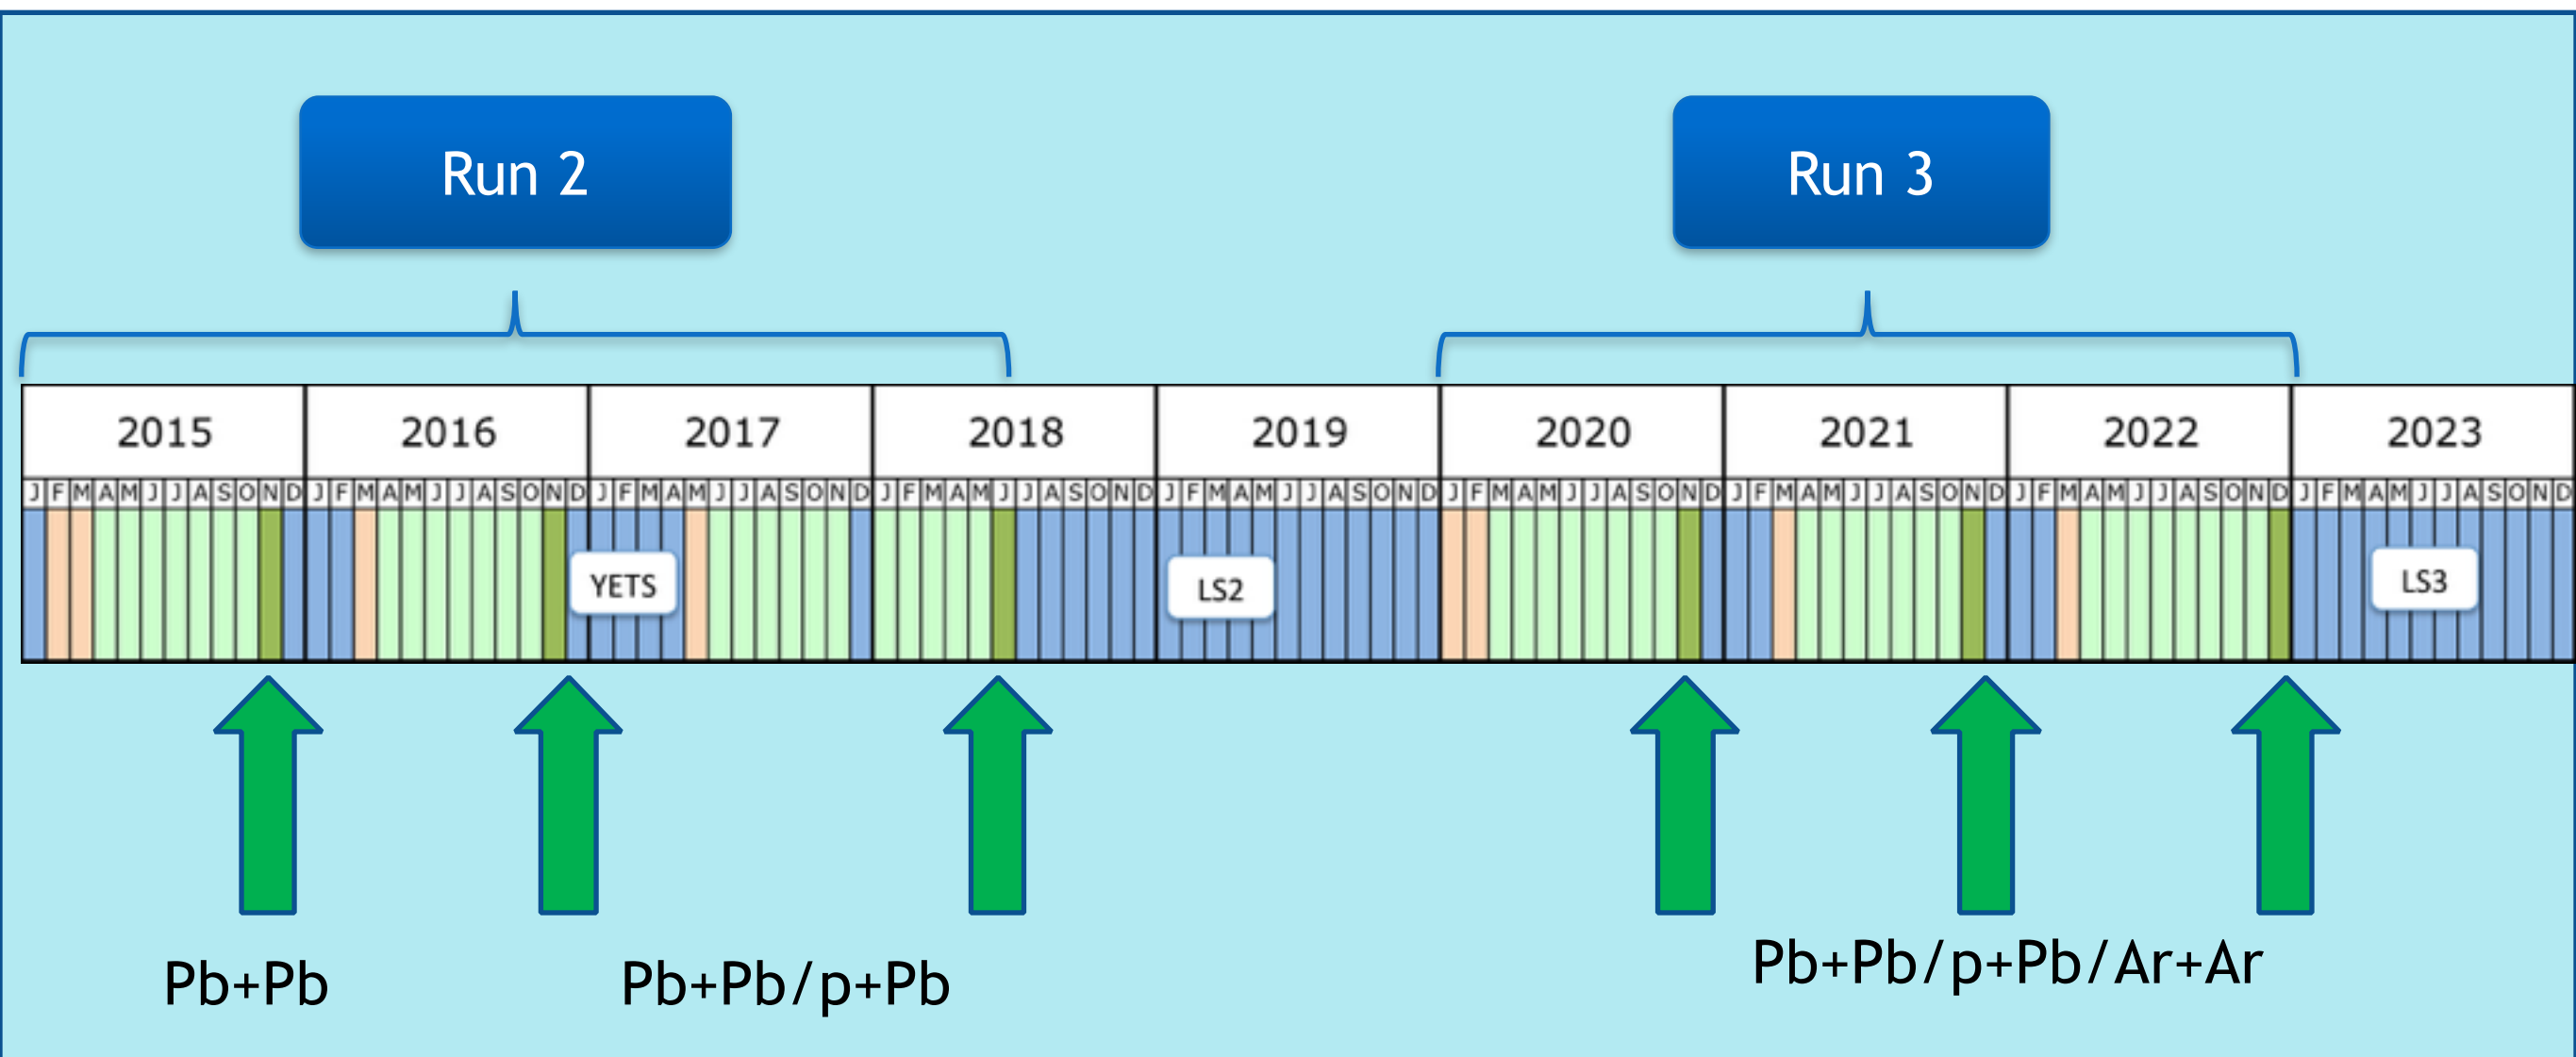 Run 2 Run 3
2015 2016 2017 2018 2019 2020 2021 2022 2023
J F M A M J J A S O N D J F M A M J J A S O N D J F M A M J J A S O N D J F M A M J J A S O N D J F M A M J J A S O N D J F M A M J J A S O N D J F M A M J J A S O N D J F M A M J J A S O N D J F M A M J J A S O N D
YETS LS2 LS3
Pb+Pb Pb+Pb/p+Pb Pb+Pb/p+Pb/Ar+Ar